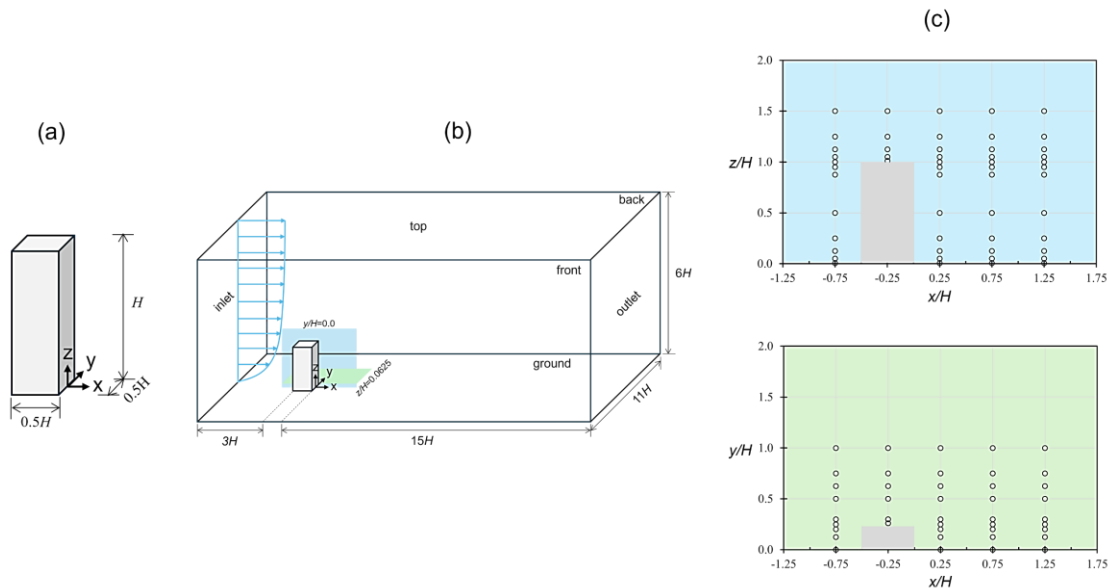 (a)
H
z
y
x
0.5H
0.5H
(b)
back
top
front
6H
inlet
outlet
y/H=0.0
z
y
x
z/H=0.0625
ground
11H
3H
15H
(c)
2.0
1.5
z/H
1.0
0.5
0.0
-1.25 -0.75 -0.25 0.25 0.75 1.25 1.75
x/H
2.0
1.5
y/H
1.0
0.5
0.0
-1.25 -0.75 -0.25 0.25 0.75 1.25 1.75
x/H